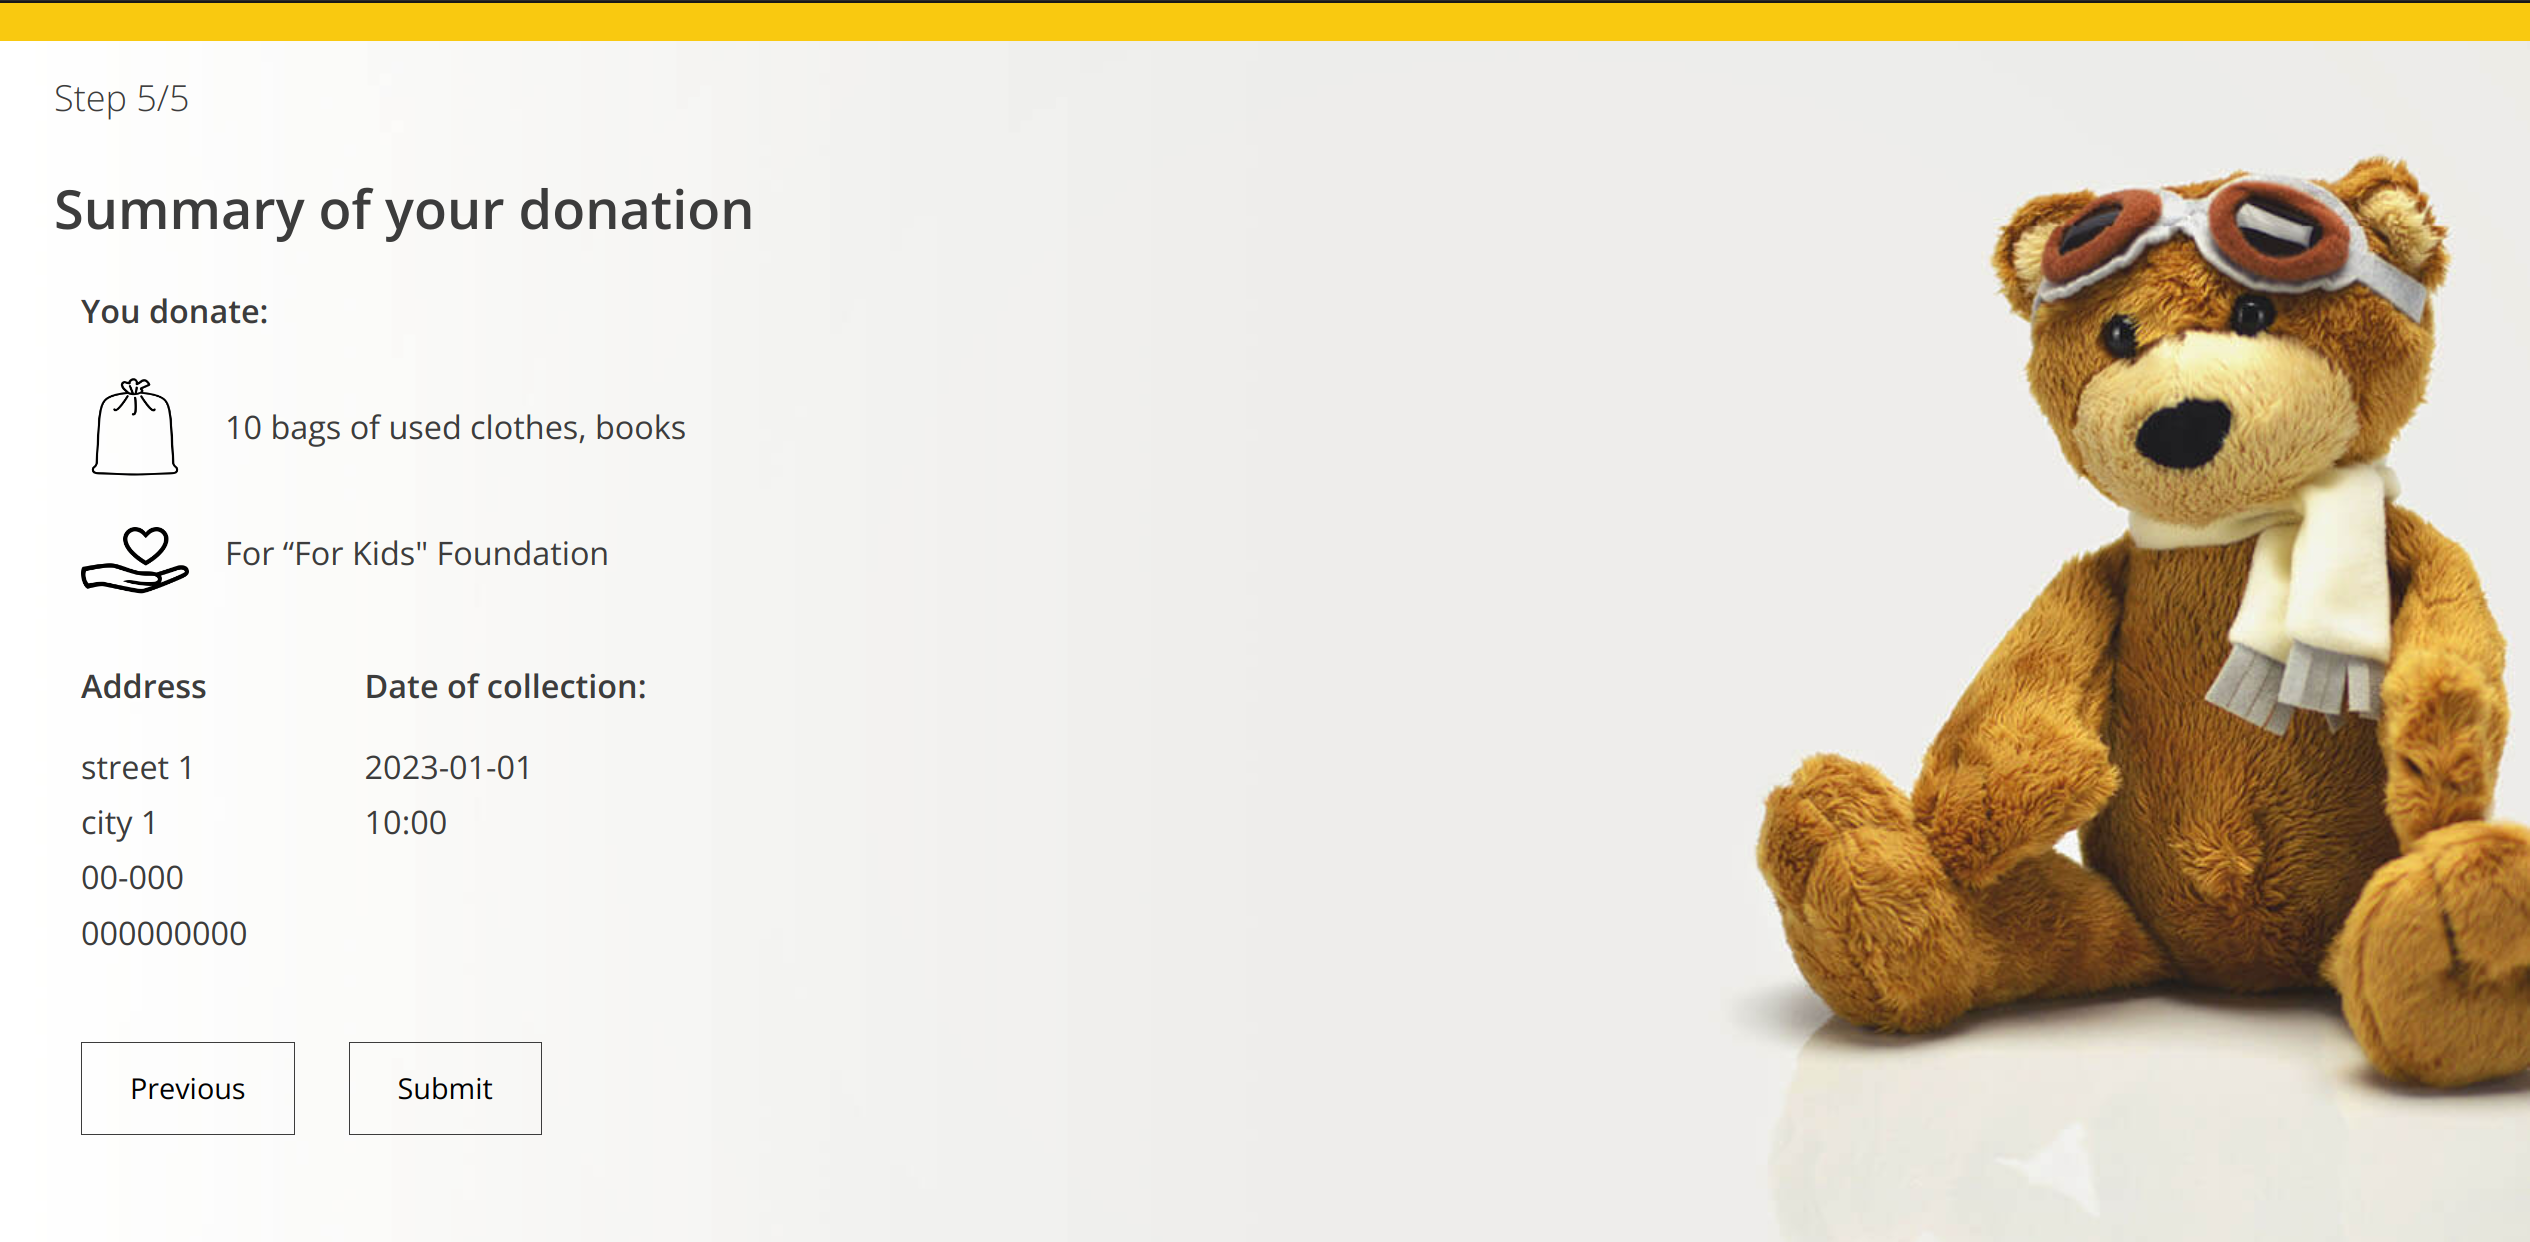 Step 5/5
Summary of your donation
You donate:
10 bags of used clothes, books
For “For Kids" Foundation
Address
street 1
city 1
00-000
000000000
Date of collection:
2023-01-01
10:00
Previous
Submit